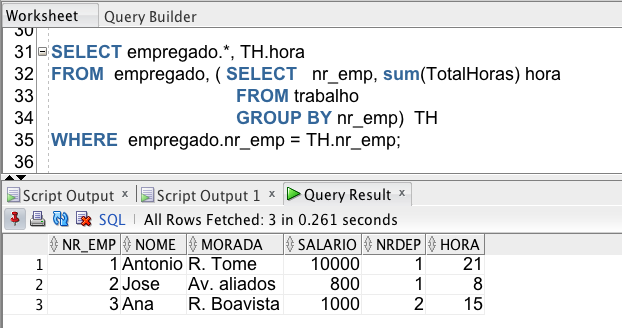 Worksheet Query Builder
30
31 SELECT empregado.*, TH.hora
32 FROM empregado, ( SELECT nr_emp, sum(TotalHoras) hora
33 FROM trabalho
34 GROUP BY nr_emp) TH
35 WHERE empregado.nr_emp = TH.nr_emp;
36
Script Output x Script Output 1 x Query Result x
SQL | All Rows Fetched: 3 in 0.261 seconds
NR_EMP NOME MORADA SALARIO NRDEP HORA
1 1 Antonio R. Tome 10000 1 21
2 2 Jose Av. aliados 800 1 8
3 3 Ana R. Boavista 1000 2 15